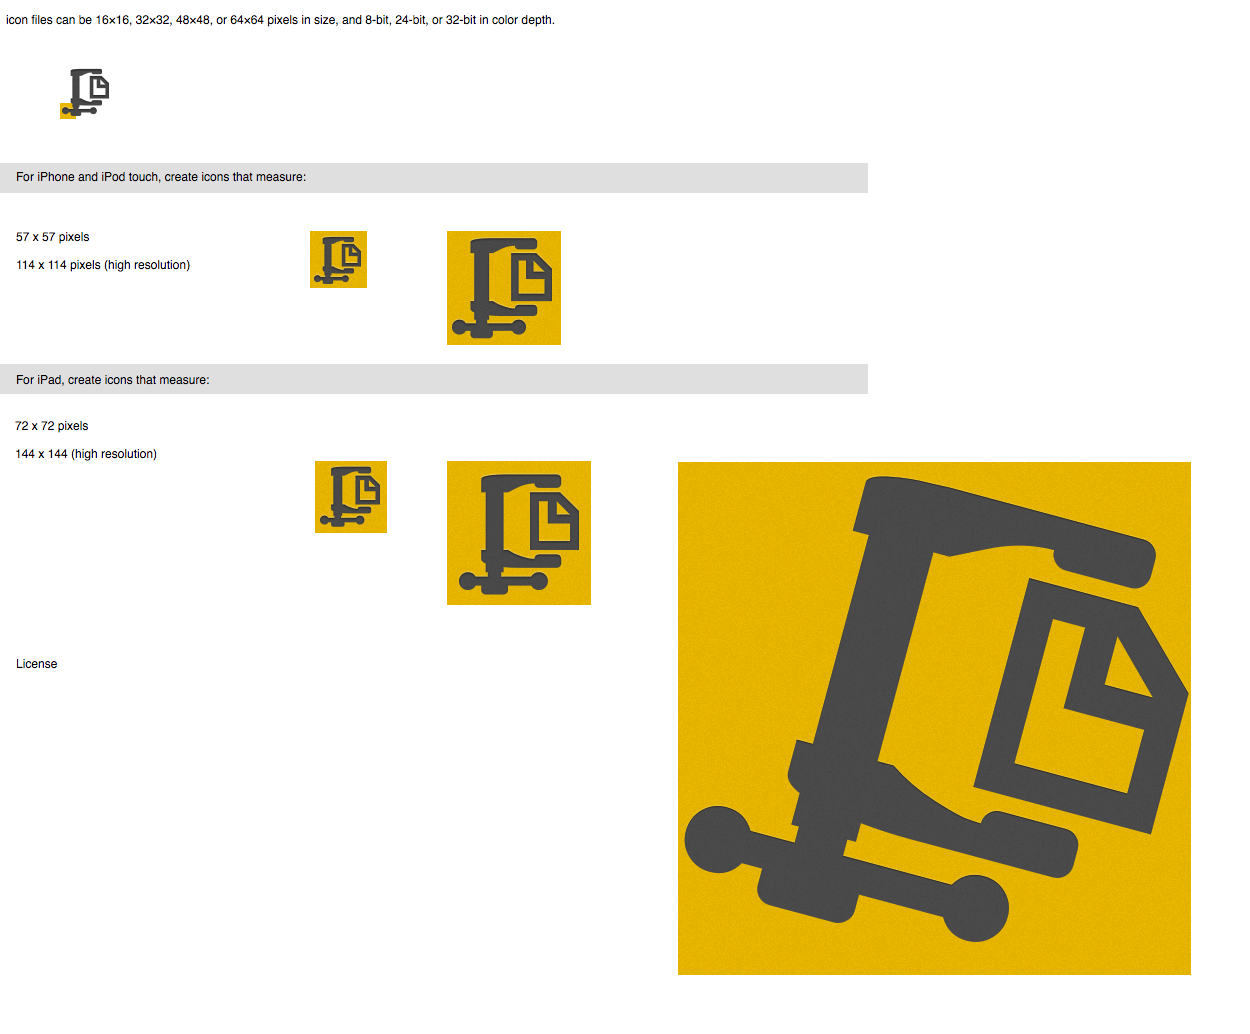 icon files can be 16×16, 32×32, 48×48, or 64×64 pixels in size, and 8-bit, 24-bit, or 32-bit in color depth.
For iPhone and iPod touch, create icons that measure:
57 x 57 pixels
114 x 114 pixels (high resolution)
For iPad, create icons that measure:
72 x 72 pixels
144 x 144 (high resolution)
License